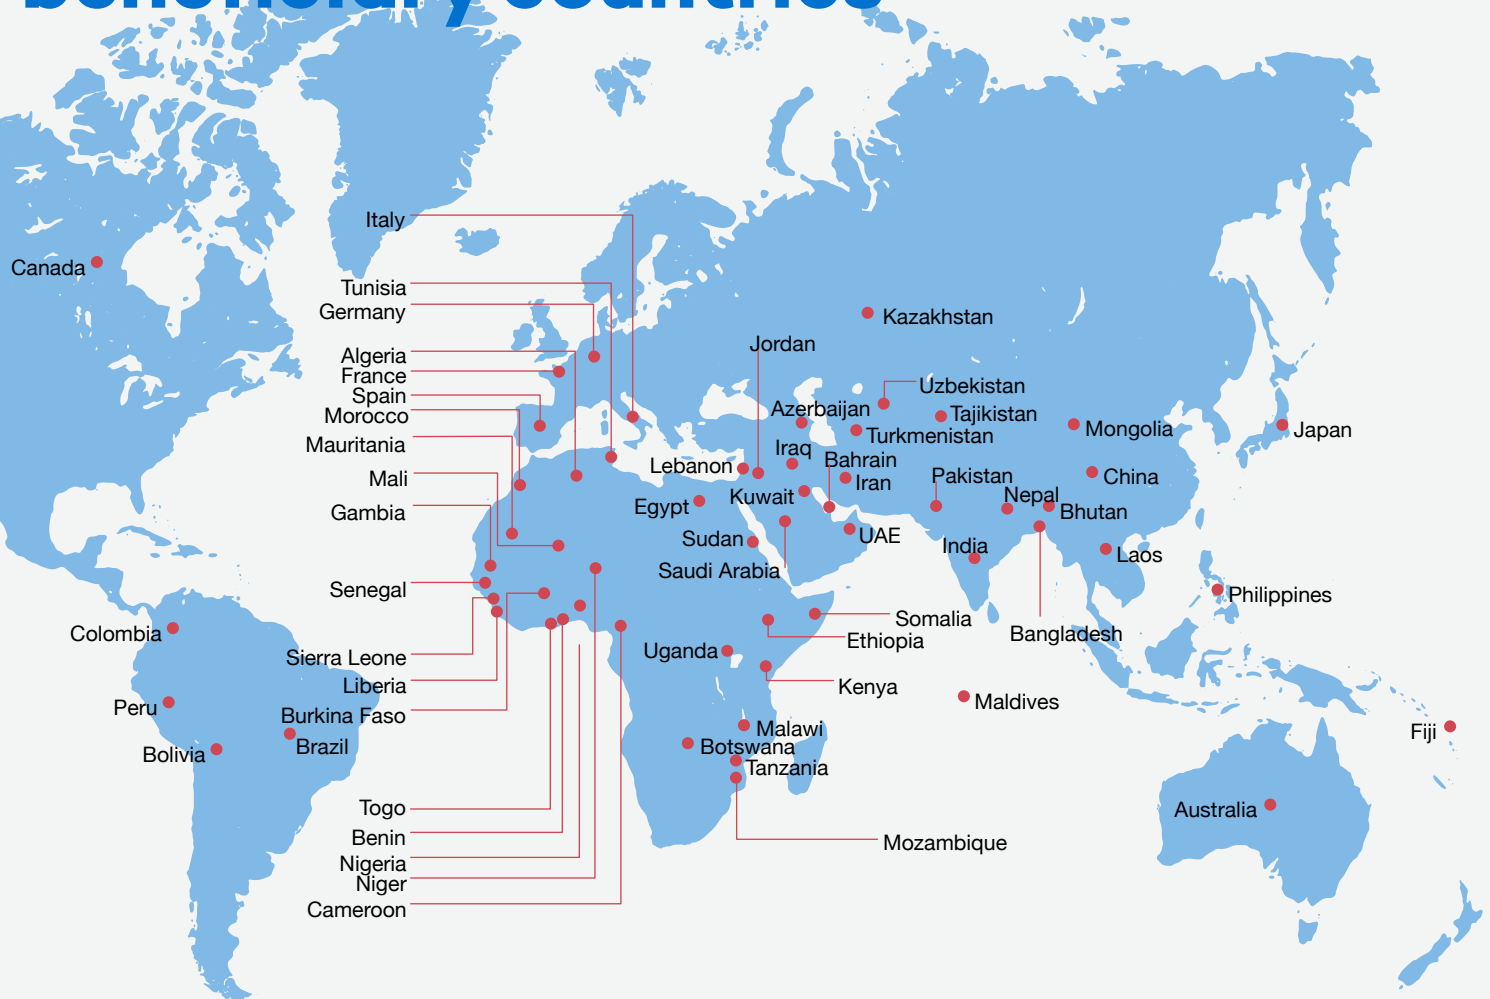 beneficiary countries
Italy
Canada
Tunisia
Germany
Kazakhstan
Jordan
Algeria
France
Spain
Morocco
Uzbekistan
Azerbaijan
Tajikistan
Turkmenistan
Mongolia
Japan
Mauritania
Iraq
Bahrain
Lebanon
Mali
Iran
Pakistan
China
Kuwait
Nepal
Egypt
Gambia
Bhutan
Sudan
UAE
India
Laos
Saudi Arabia
Senegal
Philippines
Somalia
Colombia
Ethiopia
Bangladesh
Uganda
Sierra Leone
Liberia
Kenya
Maldives
Peru
Burkina Faso
Malawi
Fiji
Brazil
Botswana
Bolivia
Tanzania
Togo
Australia
Benin
Mozambique
Nigeria
Niger
Cameroon